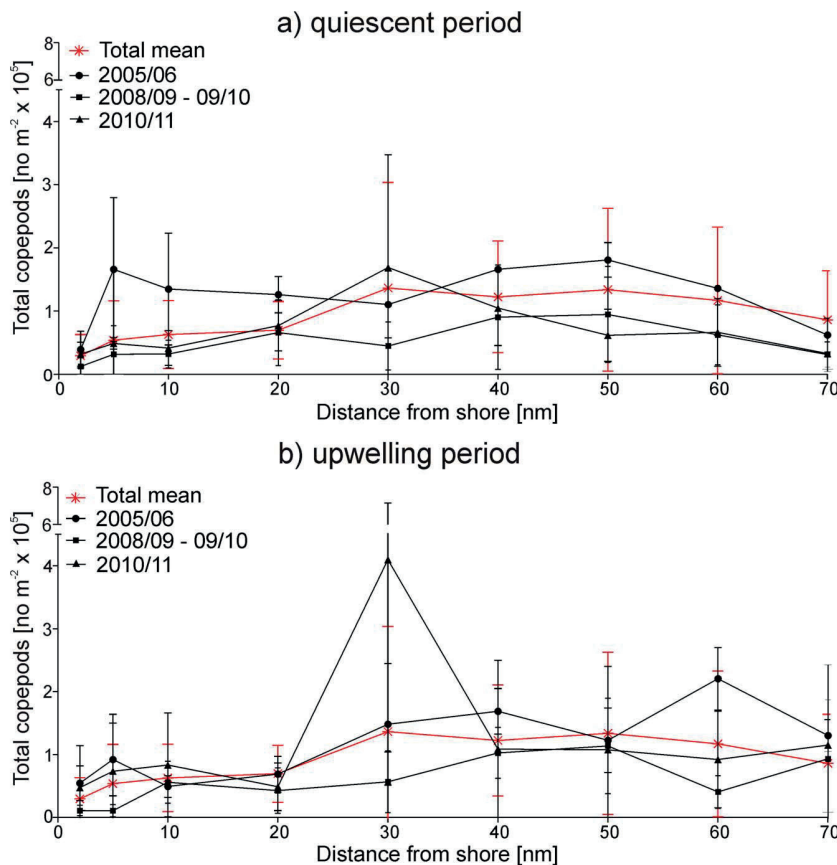 a) quiescent period
Total mean
2005/06
2008/09 - 09/10
2010/11
8
6
4
3
2
1
0
Total copepods [no m⁻² x 10⁵]
0 10 20 30 40 50 60 70
Distance from shore [nm]
b) upwelling period
Total mean
2005/06
2008/09 - 09/10
2010/11
8
6
4
3
2
1
0
Total copepods [no m⁻² x 10⁵]
0 10 20 30 40 50 60 70
Distance from shore [nm]